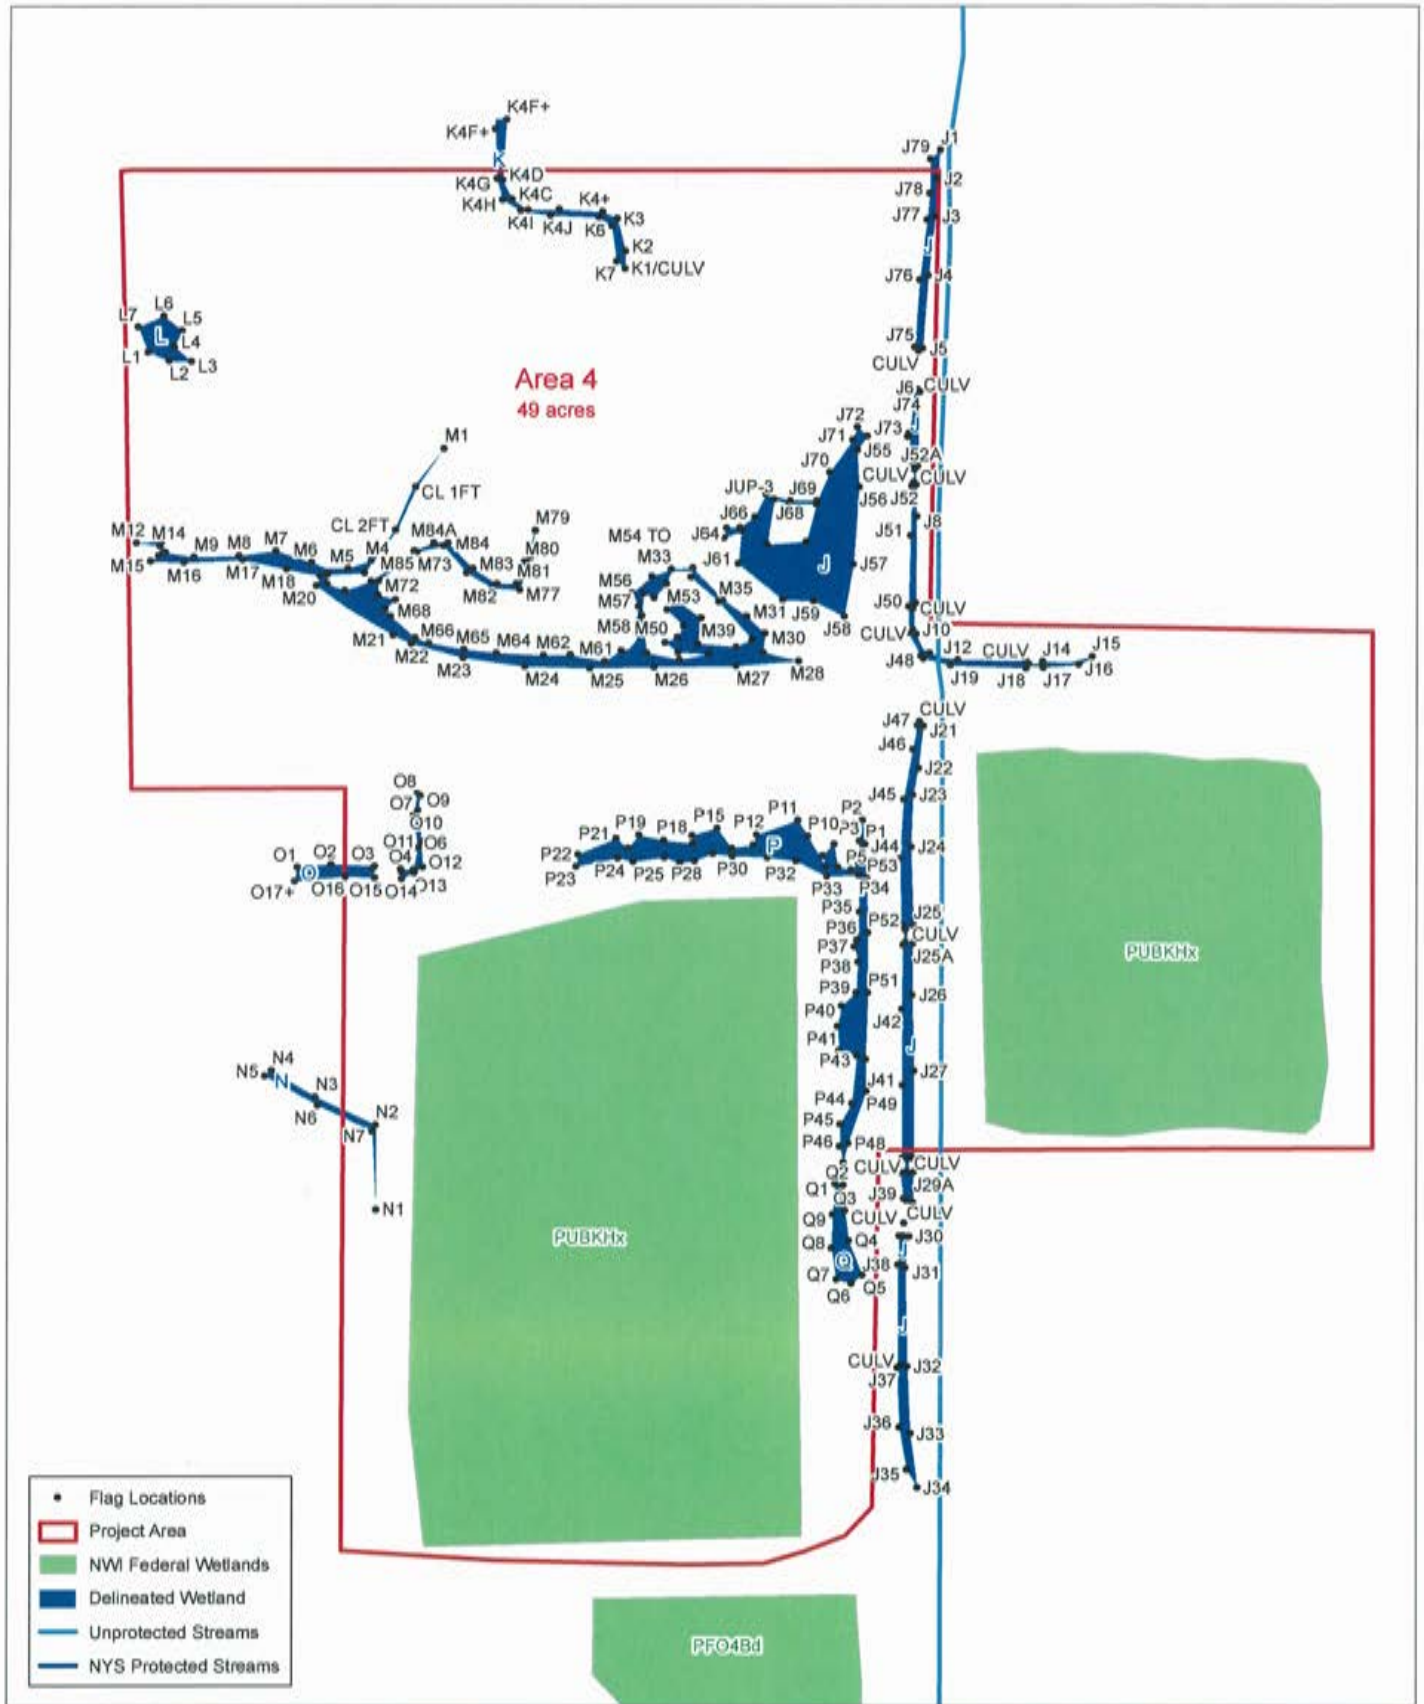 K4F+
K4F+
K
K4D
K4G
K4C
K4H
K4+
K4I
K4J
K6
K3
K2
K7
K1/CULV
J1
J79
J2
J78
J77
J3
J
J76
J4
J75
J5
CULV
L6
L7
L5
L
L4
L1
L2
L3
Area 4
49 acres
J6
CULV
J74
J72
J73
J
J71
J55
J52A
J70
CULV
CULV
JUP-3
J69
J56
J52
J66
J68
J8
J64
J51
J61
J57
J
J59
J58
J50
CULV
CULV
J10
J48
J12
CULV
J14
J15
J19
J18
J17
J16
M1
CL 1FT
CL 2FT
M12
M14
M7
M84A
M79
M54 TO
M9
M8
M6
M4
M84
M80
M33
M15
M16
M17
M5
M85
M73
M83
M81
M56
M18
M72
M82
M77
M57
M53
M35
M20
M68
M31
M58
M50
M39
M30
M21
M66
M65
M64
M62
M61
M22
M23
M24
M25
M26
M27
M28
J47
CULV
J21
J46
J22
J45
J23
J44
J24
J25
CULV
J25A
J26
J42
J
J27
J41
O8
O7
O9
O10
O11
O6
O1
O2
O3
O4
O12
O
O17+
O16
O15
O14
O13
P21
P19
P18
P15
P12
P11
P10
P2
P3
P1
P22
P
P5
P53
P23
P24
P25
P28
P30
P32
P33
P34
P35
P36
P52
P37
P38
P39
P51
P40
P41
P43
P44
P49
P45
P46
P48
PUBKHx
N4
N5
N
N3
N6
N2
N7
N1
Q2
CULV
CULV
Q1
Q3
J39
J29A
Q9
CULV
CULV
Q8
Q4
J30
J
Q
J38
Q7
Q5
J31
Q6
J
PUBKHx
CULV
J32
J37
J36
J33
J35
J34
PFO4Bd
Flag Locations
Project Area
NWI Federal Wetlands
Delineated Wetland
Unprotected Streams
NYS Protected Streams